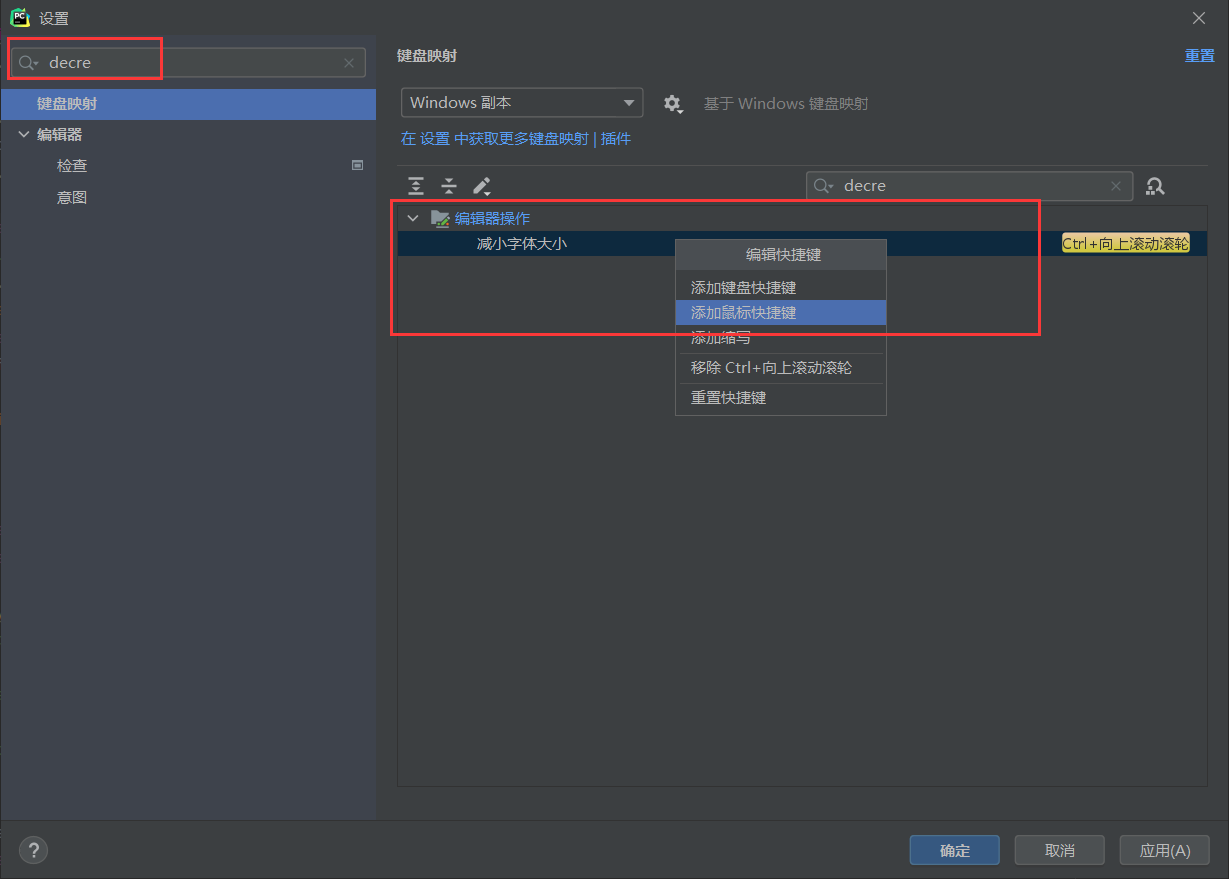 PC 设置
decre
键盘映射
编辑器
检查
意图
键盘映射
重置
Windows 副本
基于 Windows 键盘映射
在 设置 中获取更多键盘映射 | 插件
decre
编辑器操作
减小字体大小
Ctrl+向上滚动滚轮
编辑快捷键
添加键盘快捷键
添加鼠标快捷键
添加缩写
移除 Ctrl+向上滚动滚轮
重置快捷键
?
确定
取消
应用(A)